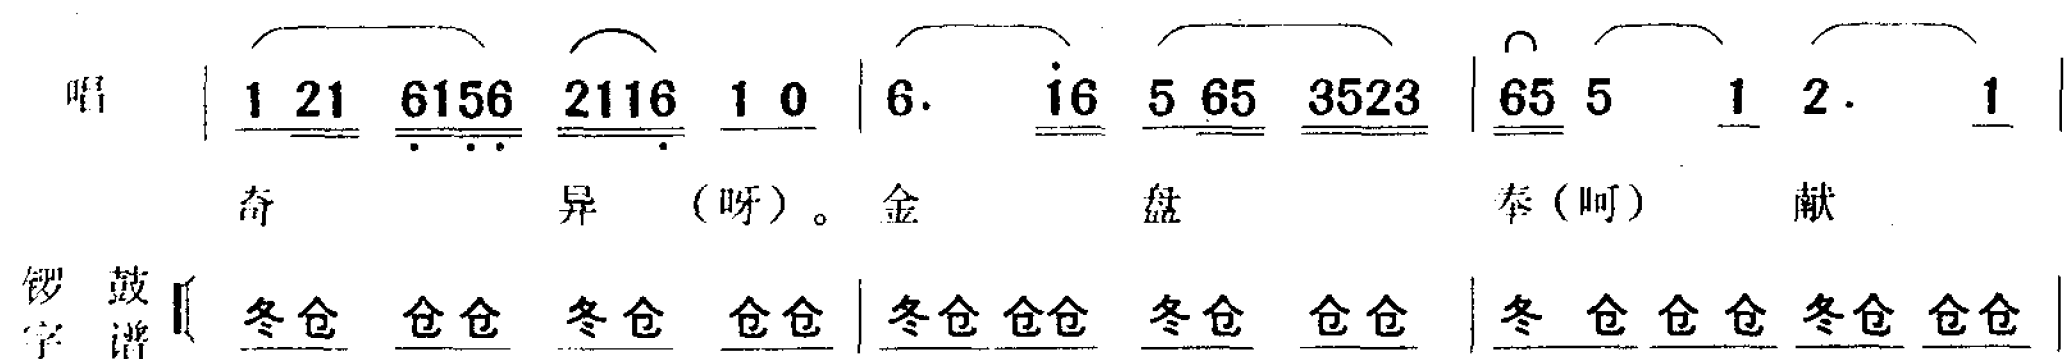 唱 | 1 21 6156 2116 1 0 | 6. i6 5 65 3523 | 65 5 1 2. 1 |
奇 异 (呀)。 金 盘 奉(呵) 献
锣鼓字谱 冬仓 仓仓 冬仓 仓仓 | 冬仓 仓仓 冬仓 仓仓 | 冬 仓 仓 仓 冬仓 仓仓 |